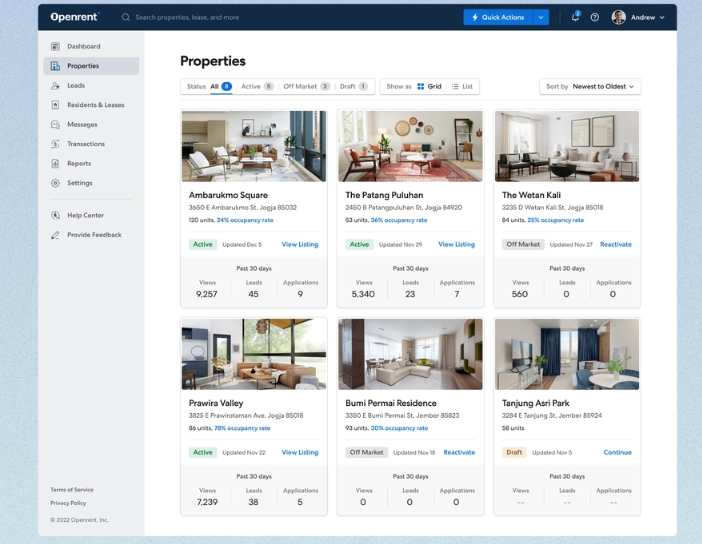 Openrent
Search properties, lease, and more
Quick Actions
2
Andrew
Dashboard
Properties
Leads
Residents & Leases
Messages
Transactions
Reports
Settings
Help Center
Provide Feedback
Terms of Service
Privacy Policy
© 2022 Openrent, Inc.
Properties
Status All 8 Active 5 Off Market 2 Draft 1
Show as Grid List
Sort by Newest to Oldest
Ambarukmo Square
3650 E Ambarukmo St. Jogja 85032
120 units, 24% occupancy rate
Active Updated Dec 5 View Listing
Past 30 days
Views Leads Applications
9,257 45 9
The Patang Puluhan
2450 B Patangpuluhan St, Jogja 84920
53 units, 36% occupancy rate
Active Updated Nov 29 View Listing
Past 30 days
Views Leads Applications
5,340 23 7
The Wetan Kali
3235 D Wetan Kali St, Jogja 85018
84 units, 25% occupancy rate
Off Market Updated Nov 27 Reactivate
Past 30 days
Views Leads Applications
560 0 0
Prawira Valley
3825 E Prawirotaman Ave, Jogja 85018
86 units, 78% occupancy rate
Active Updated Nov 22 View Listing
Past 30 days
Views Leads Applications
7,239 38 5
Bumi Permai Residence
3350 E Bumi Permai St, Jember 85823
93 units, 30% occupancy rate
Off Market Updated Nov 18 Reactivate
Past 30 days
Views Leads Applications
0 0 0
Tanjung Asri Park
3284 E Tanjung St, Jember 85924
58 units
Draft Updated Nov 5 Continue
Past 30 days
Views Leads Applications
-- -- --